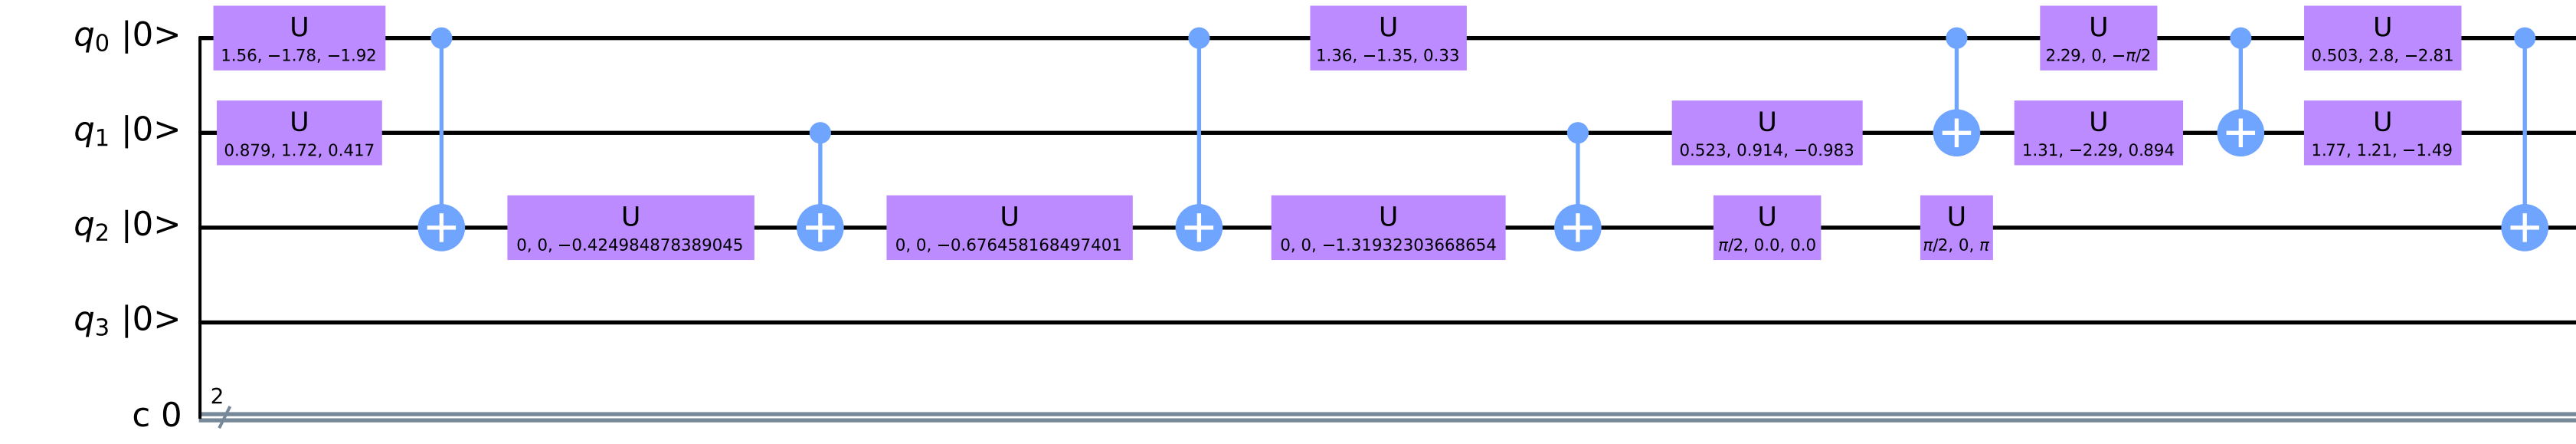 q0 |0> U 1.56, −1.78, −1.92 U 1.36, −1.35, 0.33 U 2.29, 0, −π/2 U 0.503, 2.8, −2.81
q1 |0> U 0.879, 1.72, 0.417 U 0.523, 0.914, −0.983 U 1.31, −2.29, 0.894 U 1.77, 1.21, −1.49
q2 |0> U 0, 0, −0.424984878389045 U 0, 0, −0.676458168497401 U 0, 0, −1.31932303668654 U π/2, 0.0, 0.0 U π/2, 0, π
q3 |0>
c 0 2